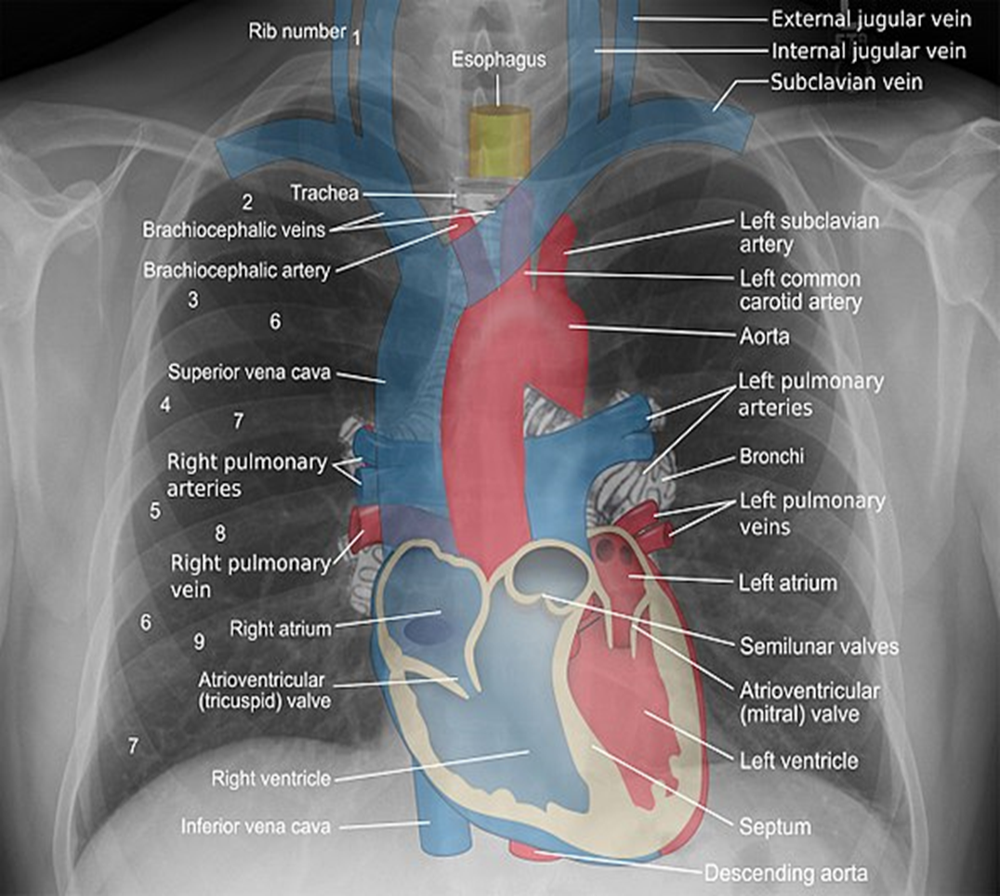 Rib number 1
External jugular vein
Internal jugular vein
Esophagus
Subclavian vein
Trachea
2
Brachiocephalic veins
Brachiocephalic artery
Left subclavian
artery
Left common
carotid artery
3
6
Aorta
Superior vena cava
4
7
Left pulmonary
arteries
Right pulmonary
arteries
Bronchi
5
8
Left pulmonary
veins
Right pulmonary
vein
Left atrium
6
9
Right atrium
Semilunar valves
Atrioventricular
(tricuspid) valve
Atrioventricular
(mitral) valve
7
Left ventricle
Right ventricle
Inferior vena cava
Septum
Descending aorta